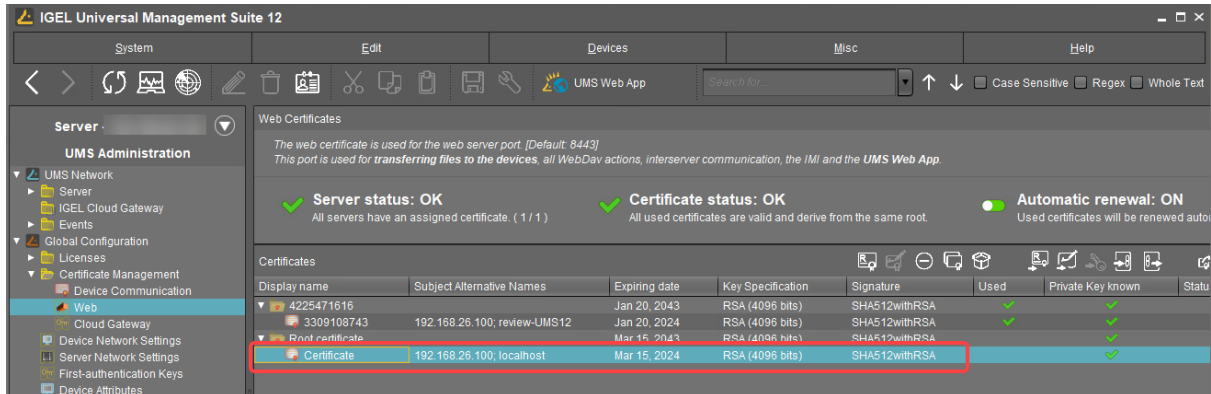 IGEL Universal Management Suite 12
System Edit Devices Misc Help
UMS Web App Search for... Case Sensitive Regex Whole Text
Server -
UMS Administration
UMS Network
Server
IGEL Cloud Gateway
Events
Global Configuration
Licenses
Certificate Management
Device Communication
Web
Cloud Gateway
Device Network Settings
Server Network Settings
First-authentication Keys
Device Attributes
Web Certificates
The web certificate is used for the web server port. [Default: 8443]
This port is used for transferring files to the devices, all WebDav actions, interserver communication, the IMI and the UMS Web App.
Server status: OK
All servers have an assigned certificate. ( 1 / 1 )
Certificate status: OK
All used certificates are valid and derive from the same root.
Automatic renewal: ON
Used certificates will be renewed auto
Certificates
Display name Subject Alternative Names Expiring date Key Specification Signature Used Private Key known Statu
4225471616 Jan 20, 2043 RSA (4096 bits) SHA512withRSA
3309108743 192.168.26.100; review-UMS12 Jan 20, 2024 RSA (4096 bits) SHA512withRSA
Root certificate Mar 15, 2043 RSA (4096 bits) SHA512withRSA
Certificate 192.168.26.100; localhost Mar 15, 2024 RSA (4096 bits) SHA512withRSA